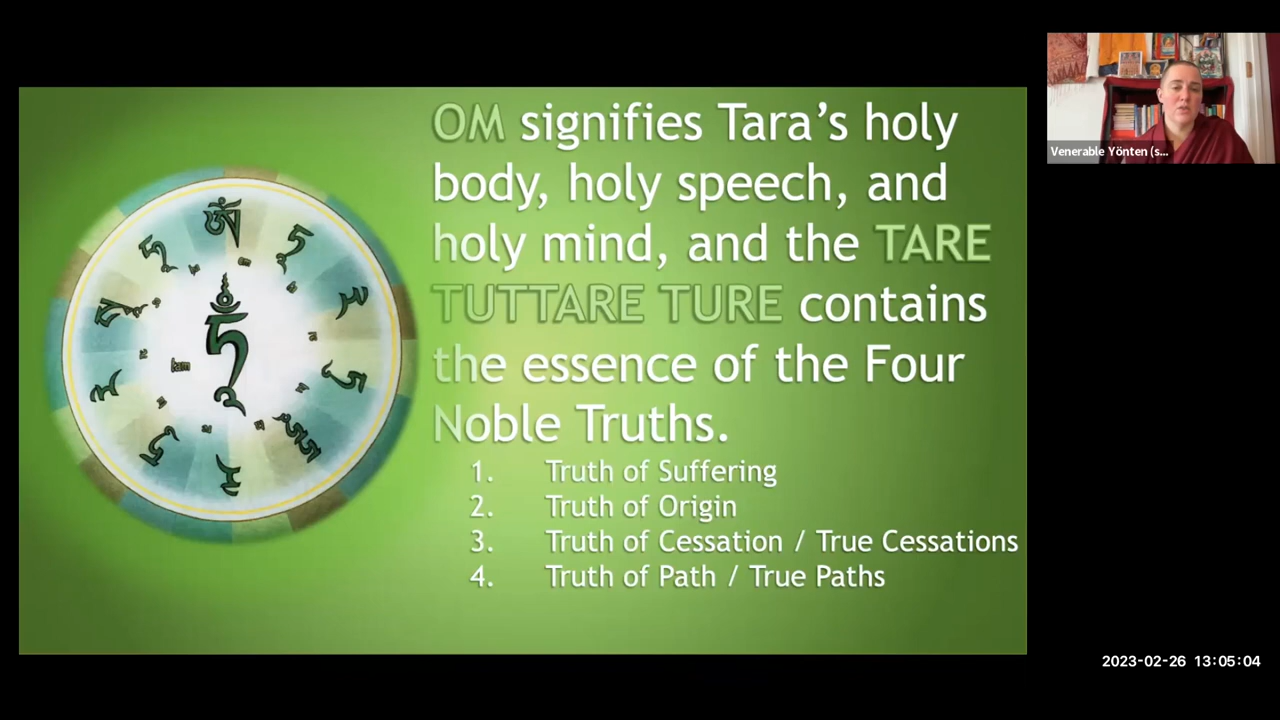 OM signifies Tara’s holy
body, holy speech, and
holy mind, and the TARE
TUTTARE TURE contains
the essence of the Four
Noble Truths.
1. Truth of Suffering
2. Truth of Origin
3. Truth of Cessation / True Cessations
4. Truth of Path / True Paths
Venerable Yönten (s...
2023-02-26 13:05:04